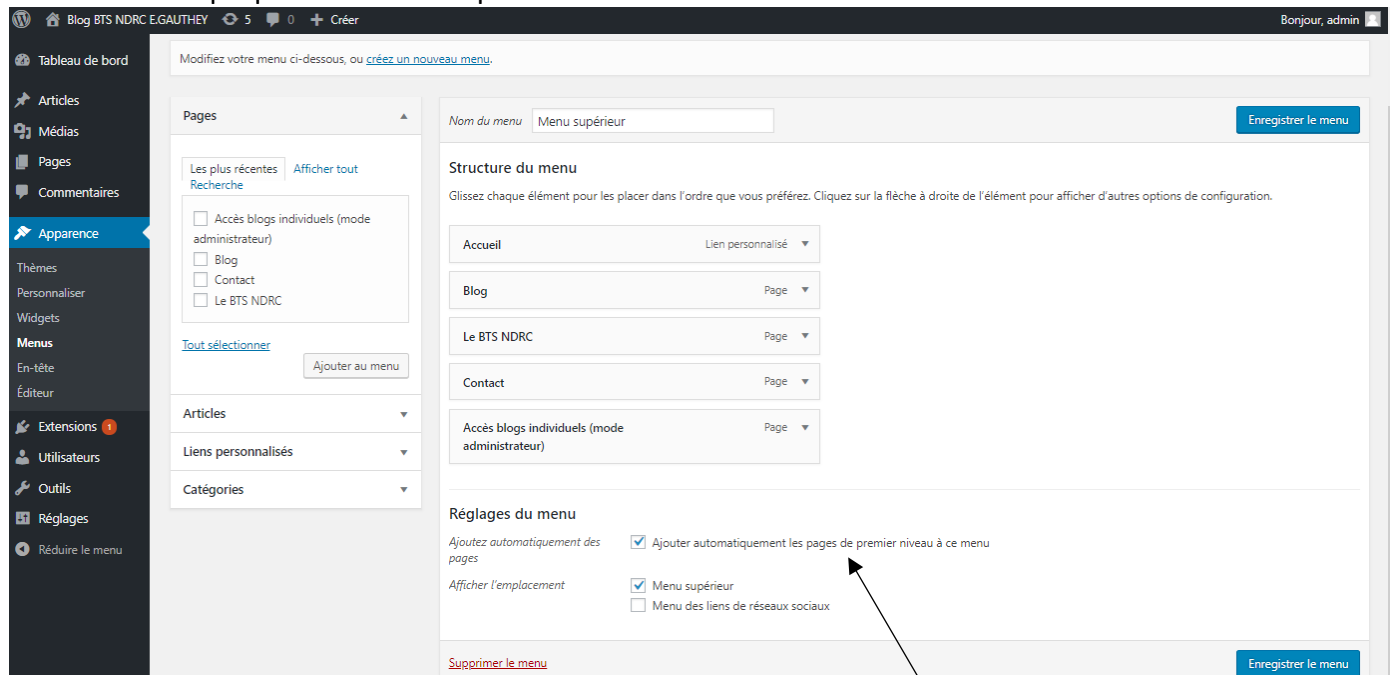 Blog BTS NDRC E.GAUTHEY 5 0 + Créer Bonjour, admin
Tableau de bord
Articles
Médias
Pages
Commentaires
Apparence
Thèmes
Personnaliser
Widgets
Menus
En-tête
Éditeur
Extensions 1
Utilisateurs
Outils
Réglages
Réduire le menu
Modifiez votre menu ci-dessous, ou créez un nouveau menu.
Pages
Les plus récentes Afficher tout
Recherche
Accès blogs individuels (mode
administrateur)
Blog
Contact
Le BTS NDRC
Tout sélectionner
Ajouter au menu
Articles
Liens personnalisés
Catégories
Nom du menu Menu supérieur Enregistrer le menu
Structure du menu
Glissez chaque élément pour les placer dans l'ordre que vous préférez. Cliquez sur la flèche à droite de l'élément pour afficher d'autres options de configuration.
Accueil Lien personnalisé
Blog Page
Le BTS NDRC Page
Contact Page
Accès blogs individuels (mode Page
administrateur)
Réglages du menu
Ajoutez automatiquement des Ajouter automatiquement les pages de premier niveau à ce menu
pages
Afficher l'emplacement Menu supérieur
Menu des liens de réseaux sociaux
Supprimer le menu Enregistrer le menu